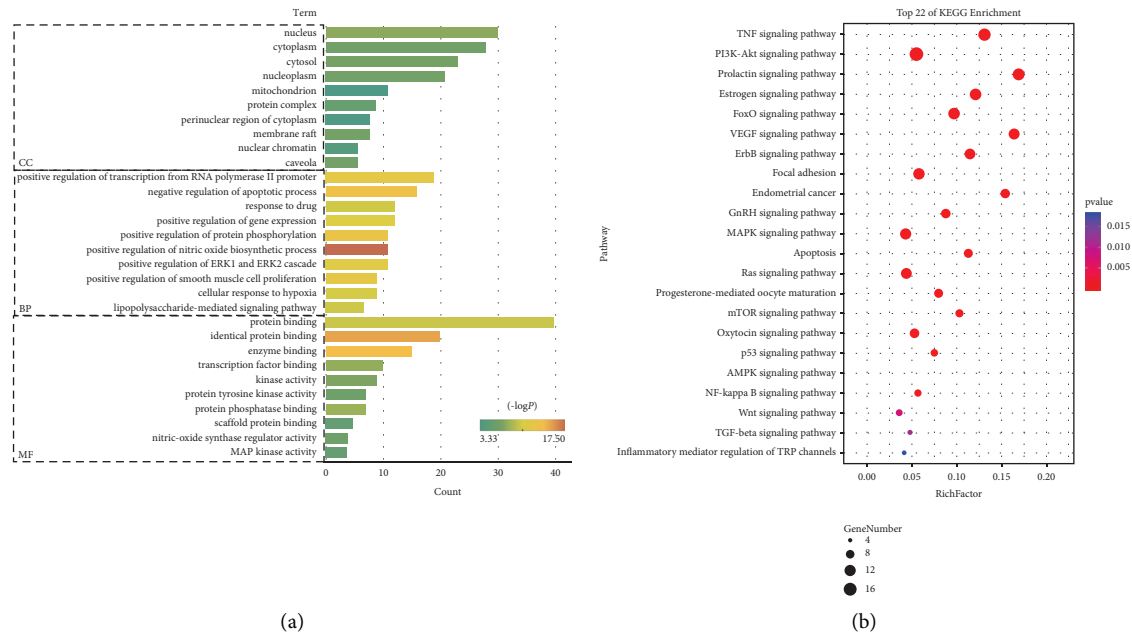 Term
nucleus
cytoplasm
cytosol
nucleoplasm
mitochondrion
protein complex
perinuclear region of cytoplasm
membrane raft
nuclear chromatin
caveola
CC
positive regulation of transcription from RNA polymerase II promoter
negative regulation of apoptotic process
response to drug
positive regulation of gene expression
positive regulation of protein phosphorylation
positive regulation of nitric oxide biosynthetic process
positive regulation of ERK1 and ERK2 cascade
positive regulation of smooth muscle cell proliferation
cellular response to hypoxia
lipopolysaccharide-mediated signaling pathway
BP
protein binding
identical protein binding
enzyme binding
transcription factor binding
kinase activity
protein tyrosine kinase activity
protein phosphatase binding
scaffold protein binding
nitric-oxide synthase regulator activity
MAP kinase activity
MF
(-logP)
3.33 17.50
0 10 20 30 40
Count
(a)
Top 22 of KEGG Enrichment
Pathway
TNF signaling pathway
PI3K-Akt signaling pathway
Prolactin signaling pathway
Estrogen signaling pathway
FoxO signaling pathway
VEGF signaling pathway
ErbB signaling pathway
Focal adhesion
Endometrial cancer
GnRH signaling pathway
MAPK signaling pathway
Apoptosis
Ras signaling pathway
Progesterone-mediated oocyte maturation
mTOR signaling pathway
Oxytocin signaling pathway
p53 signaling pathway
AMPK signaling pathway
NF-kappa B signaling pathway
Wnt signaling pathway
TGF-beta signaling pathway
Inflammatory mediator regulation of TRP channels
0.00 0.05 0.10 0.15 0.20
RichFactor
pvalue
0.015
0.010
0.005
GeneNumber
4
8
12
16
(b)